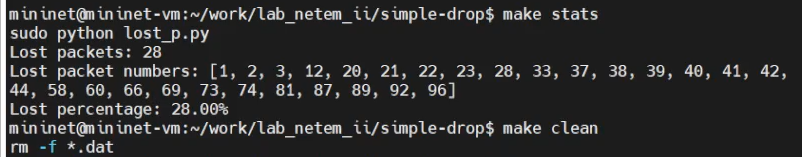 mininet@mininet-vm:~/work/lab_netem_ii/simple-drop$ make stats
sudo python lost_p.py
Lost packets: 28
Lost packet numbers: [1, 2, 3, 12, 20, 21, 22, 23, 28, 33, 37, 38, 39, 40, 41, 42,
44, 58, 60, 66, 69, 73, 74, 81, 87, 89, 92, 96]
Lost percentage: 28.00%
mininet@mininet-vm:~/work/lab_netem_ii/simple-drop$ make clean
rm -f *.dat